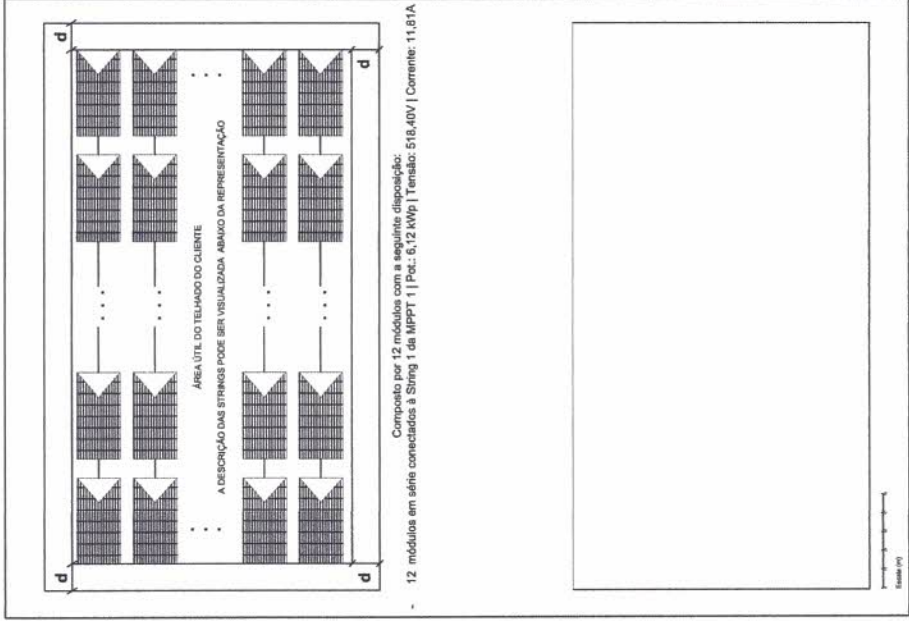 d
d
ÁREA ÚTIL DO TELHADO DO CLIENTE
A DESCRIÇÃO DAS STRINGS PODE SER VISUALIZADA ABAIXO DA REPRESENTAÇÃO
d
d
Composto por 12 módulos com a seguinte disposição:
- 12 módulos em série conectados à String 1 da MPPT 1 | Pot.: 6,12 kWp | Tensão: 518,40V | Corrente: 11,81A
Escala (m)